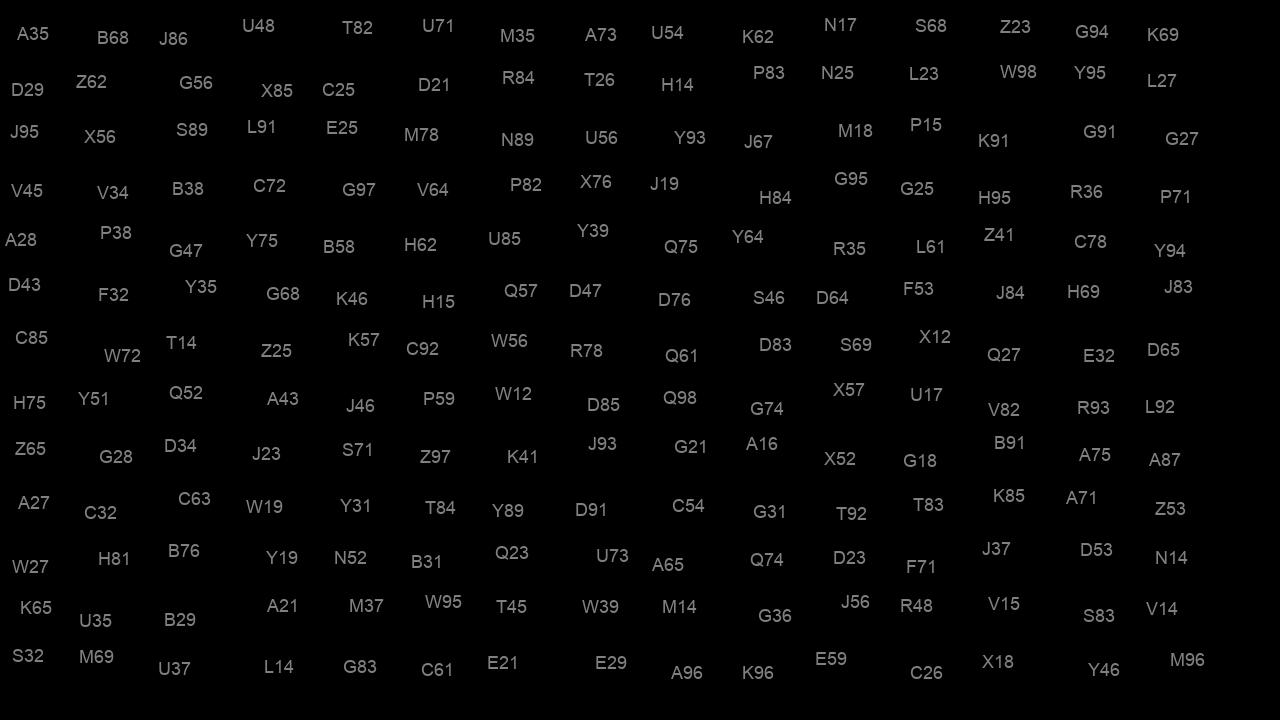 A35 B68 J86 U48 T82 U71 M35 A73 U54 K62 N17 S68 Z23 G94 K69
D29 Z62 G56 X85 C25 D21 R84 T26 H14 P83 N25 L23 W98 Y95 L27
J95 X56 S89 L91 E25 M78 N89 U56 Y93 J67 M18 P15 K91 G91 G27
V45 V34 B38 C72 G97 V64 P82 X76 J19 H84 G95 G25 H95 R36 P71
A28 P38 G47 Y75 B58 H62 U85 Y39 Q75 Y64 R35 L61 Z41 C78 Y94
D43 F32 Y35 G68 K46 H15 Q57 D47 D76 S46 D64 F53 J84 H69 J83
C85 W72 T14 Z25 K57 C92 W56 R78 Q61 D83 S69 X12 Q27 E32 D65
H75 Y51 Q52 A43 J46 P59 W12 D85 Q98 G74 X57 U17 V82 R93 L92
Z65 G28 D34 J23 S71 Z97 K41 J93 G21 A16 X52 G18 B91 A75 A87
A27 C32 C63 W19 Y31 T84 Y89 D91 C54 G31 T92 T83 K85 A71 Z53
W27 H81 B76 Y19 N52 B31 Q23 U73 A65 Q74 D23 F71 J37 D53 N14
K65 U35 B29 A21 M37 W95 T45 W39 M14 G36 J56 R48 V15 S83 V14
S32 M69 U37 L14 G83 C61 E21 E29 A96 K96 E59 C26 X18 Y46 M96